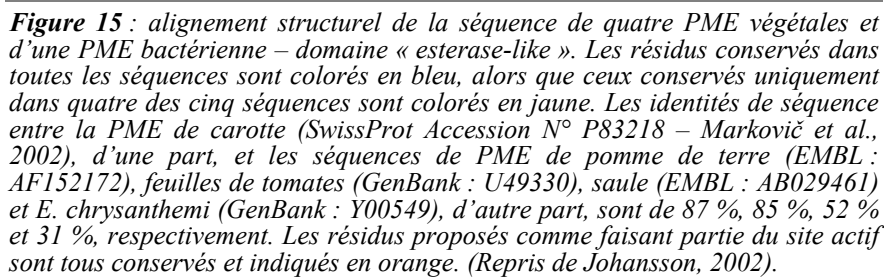 Figure 15 : alignement structurel de la séquence de quatre PME végétales et
d’une PME bactérienne – domaine « esterase-like ». Les résidus conservés dans
toutes les séquences sont colorés en bleu, alors que ceux conservés uniquement
dans quatre des cinq séquences sont colorés en jaune. Les identités de séquence
entre la PME de carotte (SwissProt Accession N° P83218 – Markovič et al.,
2002), d’une part, et les séquences de PME de pomme de terre (EMBL :
AF152172), feuilles de tomates (GenBank : U49330), saule (EMBL : AB029461)
et E. chrysanthemi (GenBank : Y00549), d’autre part, sont de 87 %, 85 %, 52 %
et 31 %, respectivement. Les résidus proposés comme faisant partie du site actif
sont tous conservés et indiqués en orange. (Repris de Johansson, 2002).